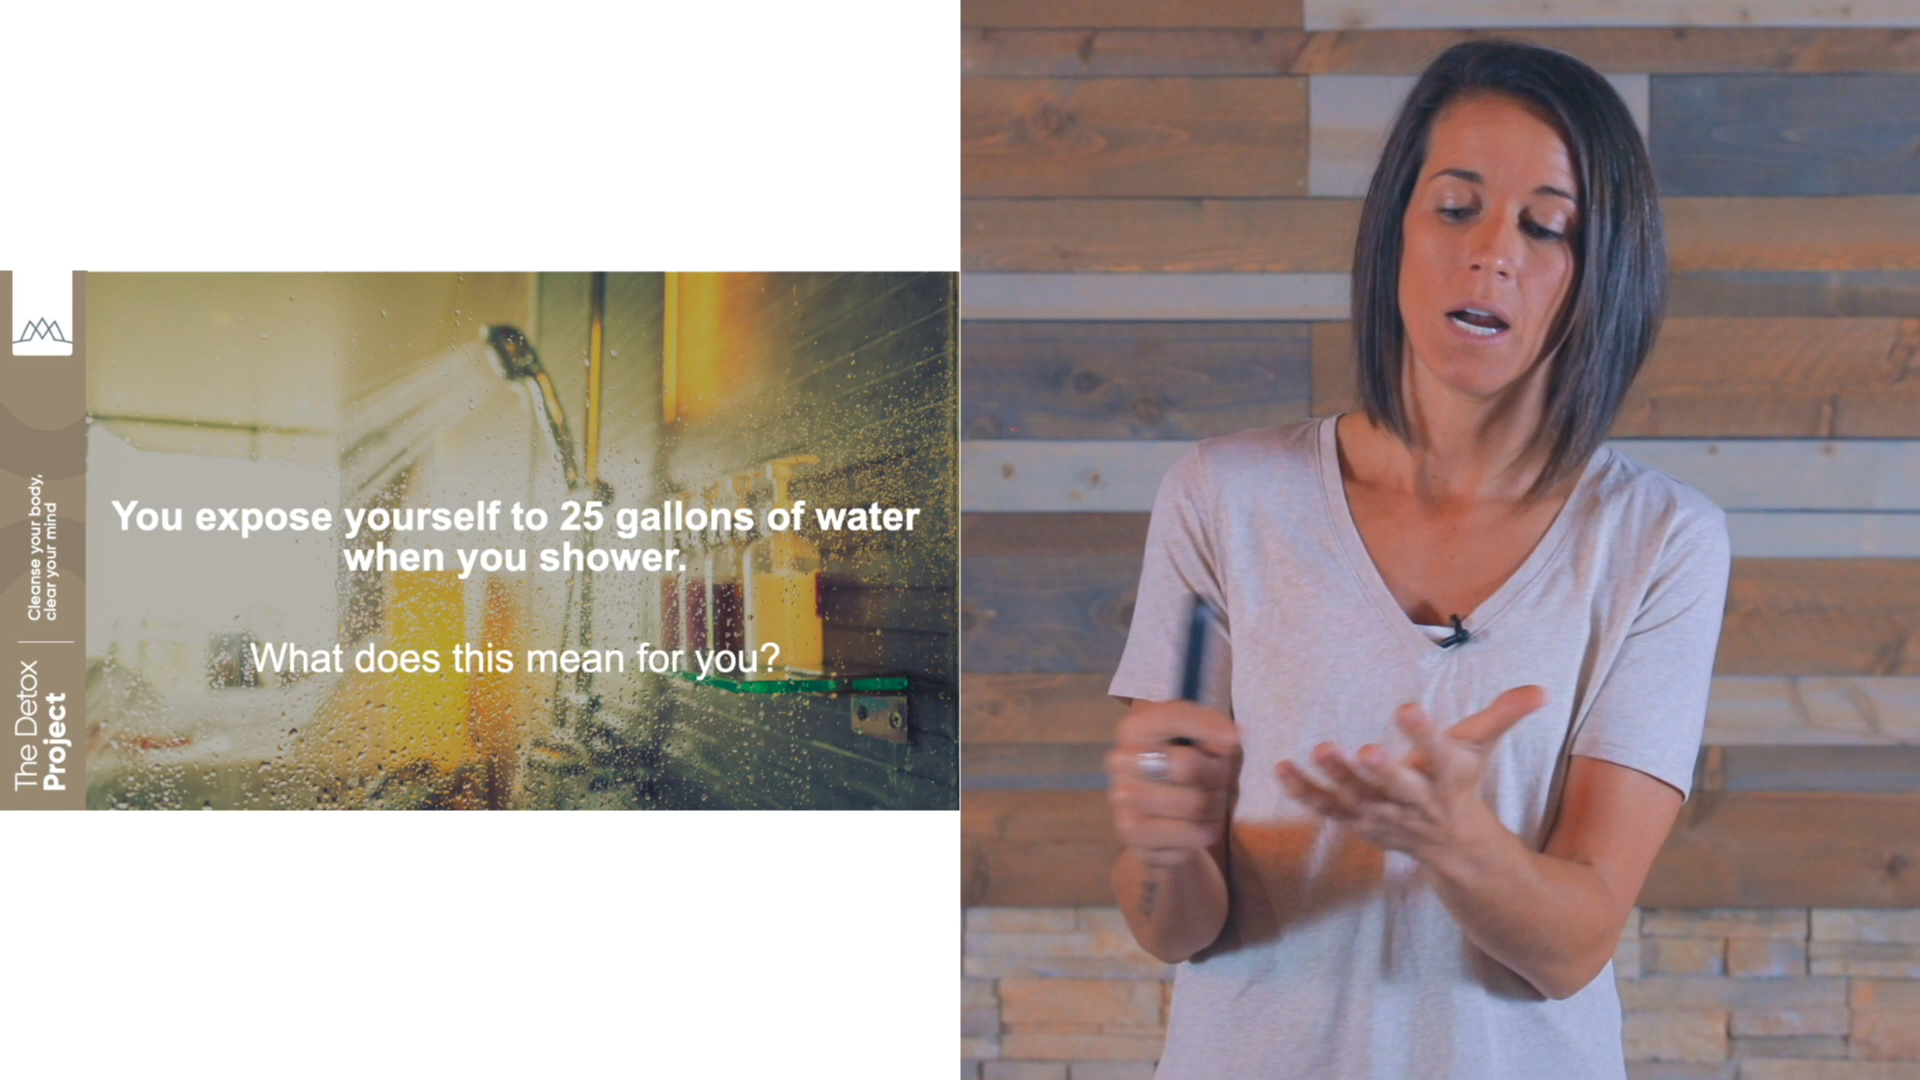 You expose yourself to 25 gallons of water
when you shower.
What does this mean for you?
The Detox
Project
Cleanse your body,
clear your mind